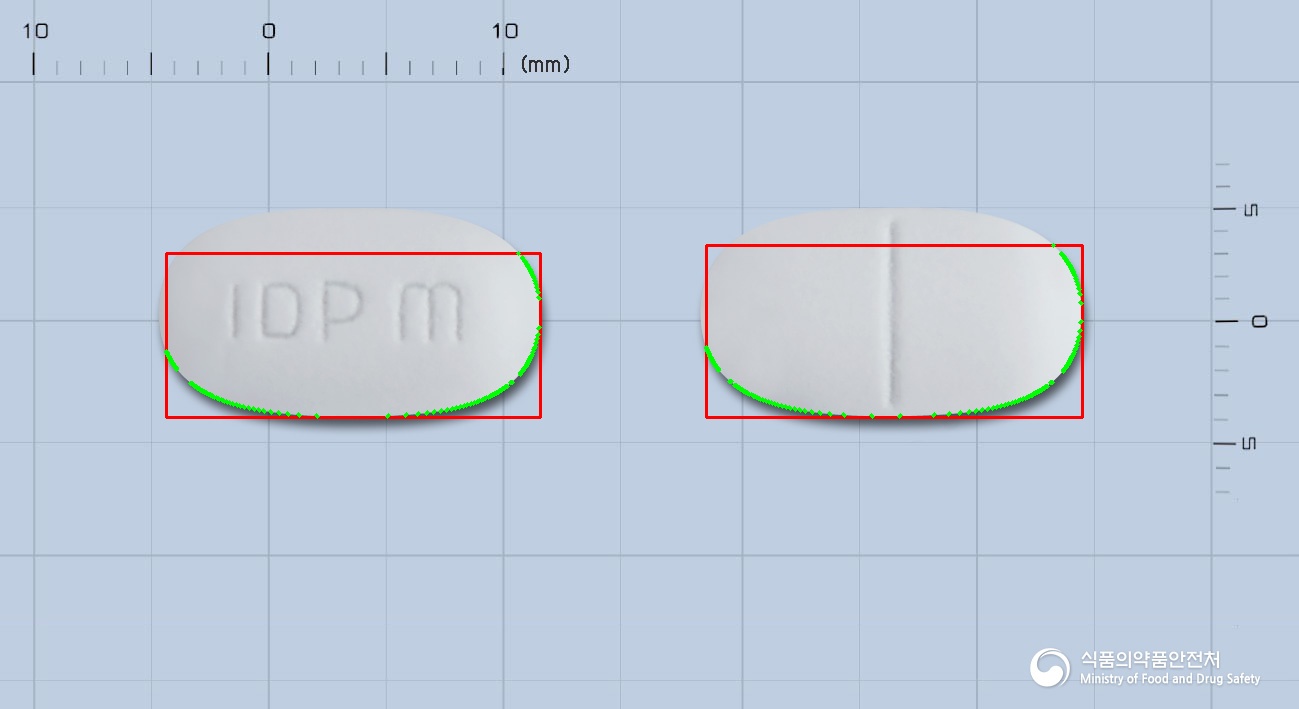 10 0 10
(mm)
5
IDPM
0
5
식품의약품안전처
Ministry of Food and Drug Safety